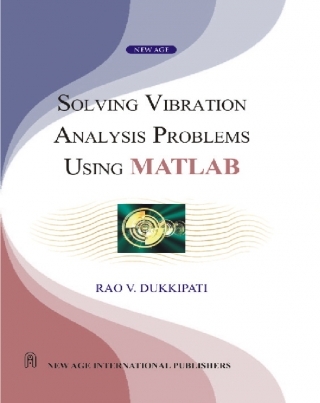 NEW AGE
SOLVING VIBRATION
ANALYSIS PROBLEMS
USING MATLAB
RAO V. DUKKIPATI
NEW AGE INTERNATIONAL PUBLISHERS